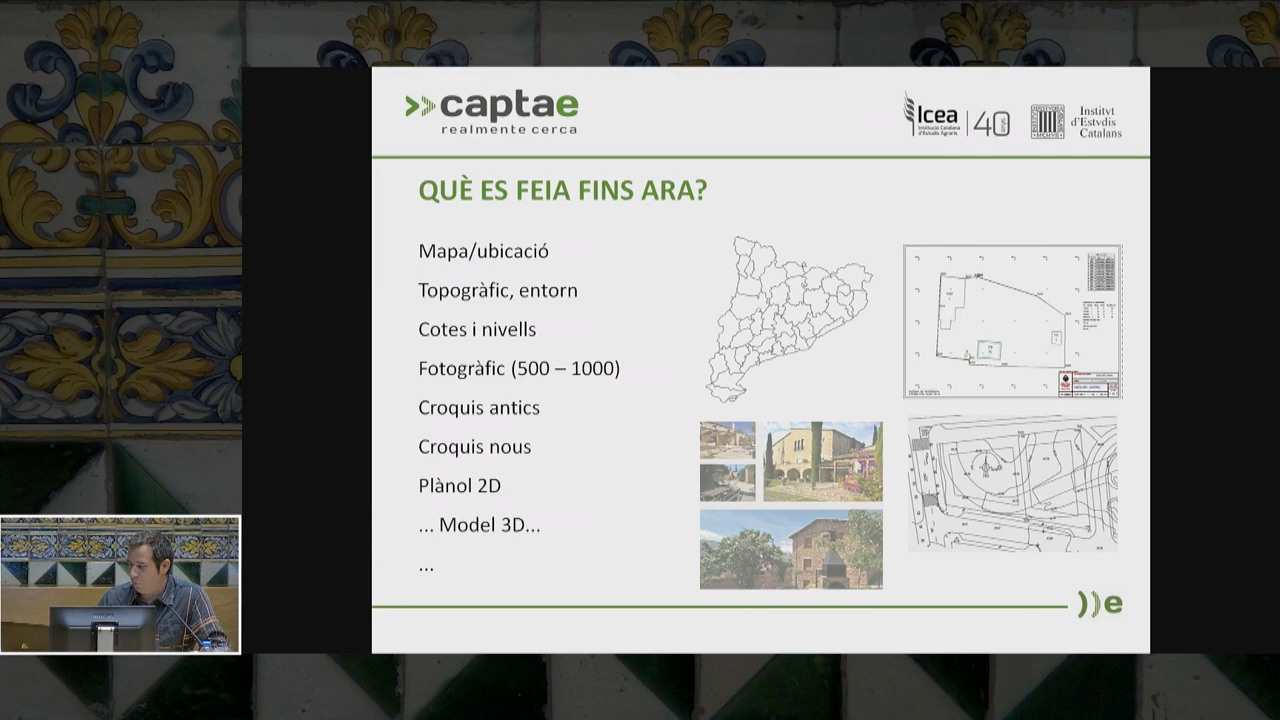 captae
realmente cerca
Icea
Institució Catalana
d'Estudis Agraris
40
anys
Institvt
d'Estvdis
Catalans
QUÈ ES FEIA FINS ARA?
Mapa/ubicació
Topogràfic, entorn
Cotes i nivells
Fotogràfic (500 – 1000)
Croquis antics
Croquis nous
Plànol 2D
... Model 3D...
...
e